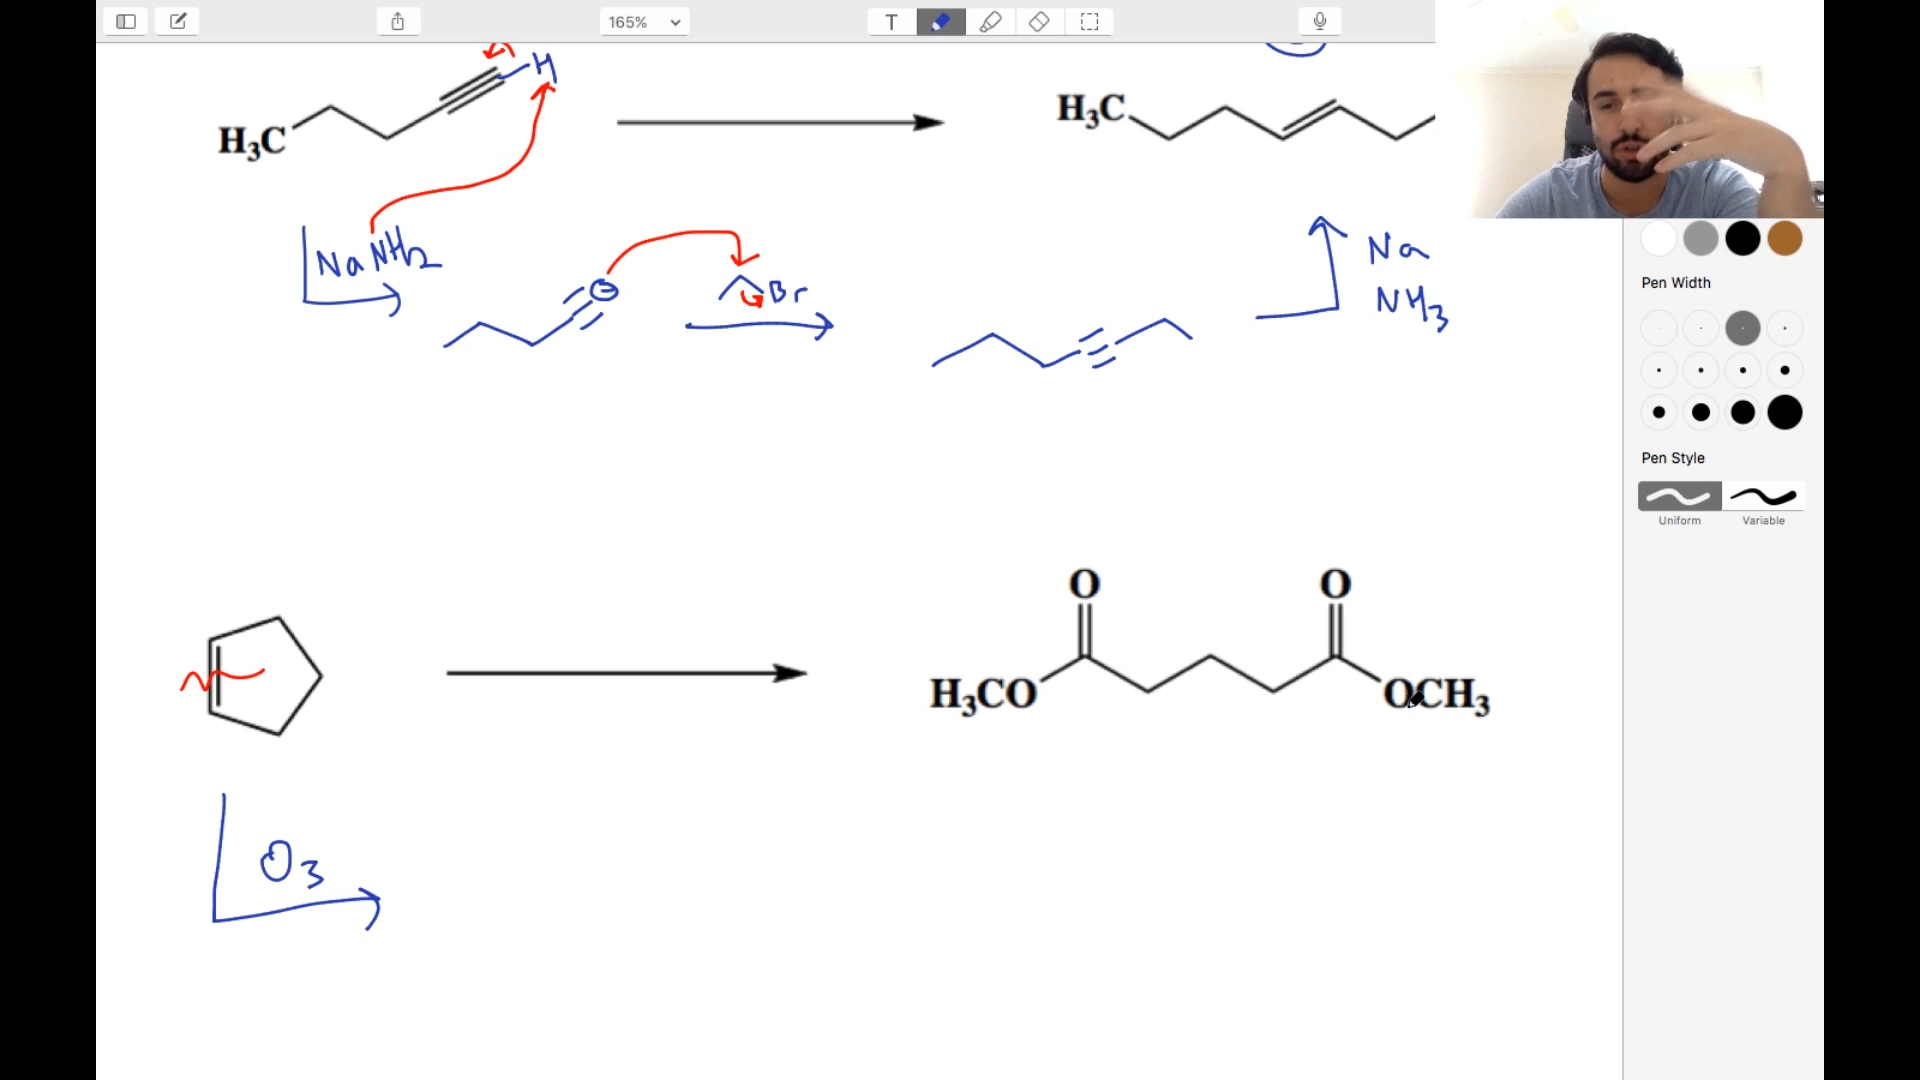 165%
T
H
H₃C
H₃C
NaNH₂
Br
Na
NH₃
Pen Width
Pen Style
Uniform
Variable
O
O
H₃CO
OCH₃
O₃